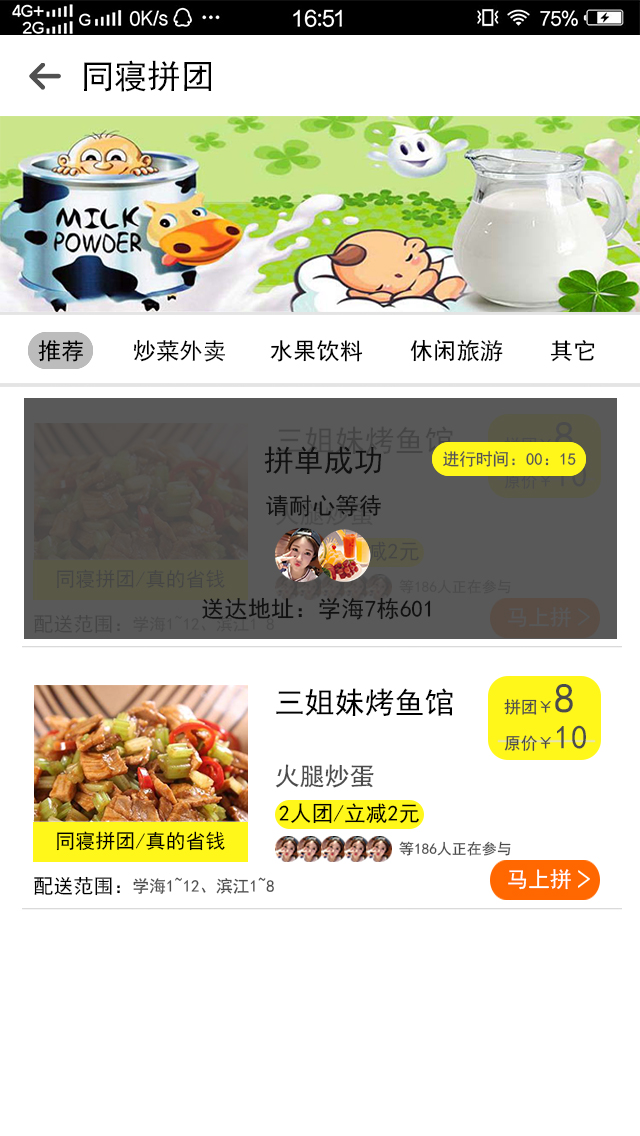 4G+ 2G G 0K/s ··· 16:51 75%
同寝拼团
MILK
POWDER
推荐 炒菜外卖 水果饮料 休闲旅游 其它
三姐妹烤鱼馆
拼单成功
进行时间：00：15
请耐心等待
火腿炒蛋
立减2元
同寝拼团/真的省钱
等186人正在参与
送达地址：学海7栋601
配送范围：学海1~12、滨江1~8
马上拼>
三姐妹烤鱼馆
拼团￥8
原价￥10
火腿炒蛋
2人团/立减2元
同寝拼团/真的省钱
等186人正在参与
马上拼>
配送范围：学海1~12、滨江1~8